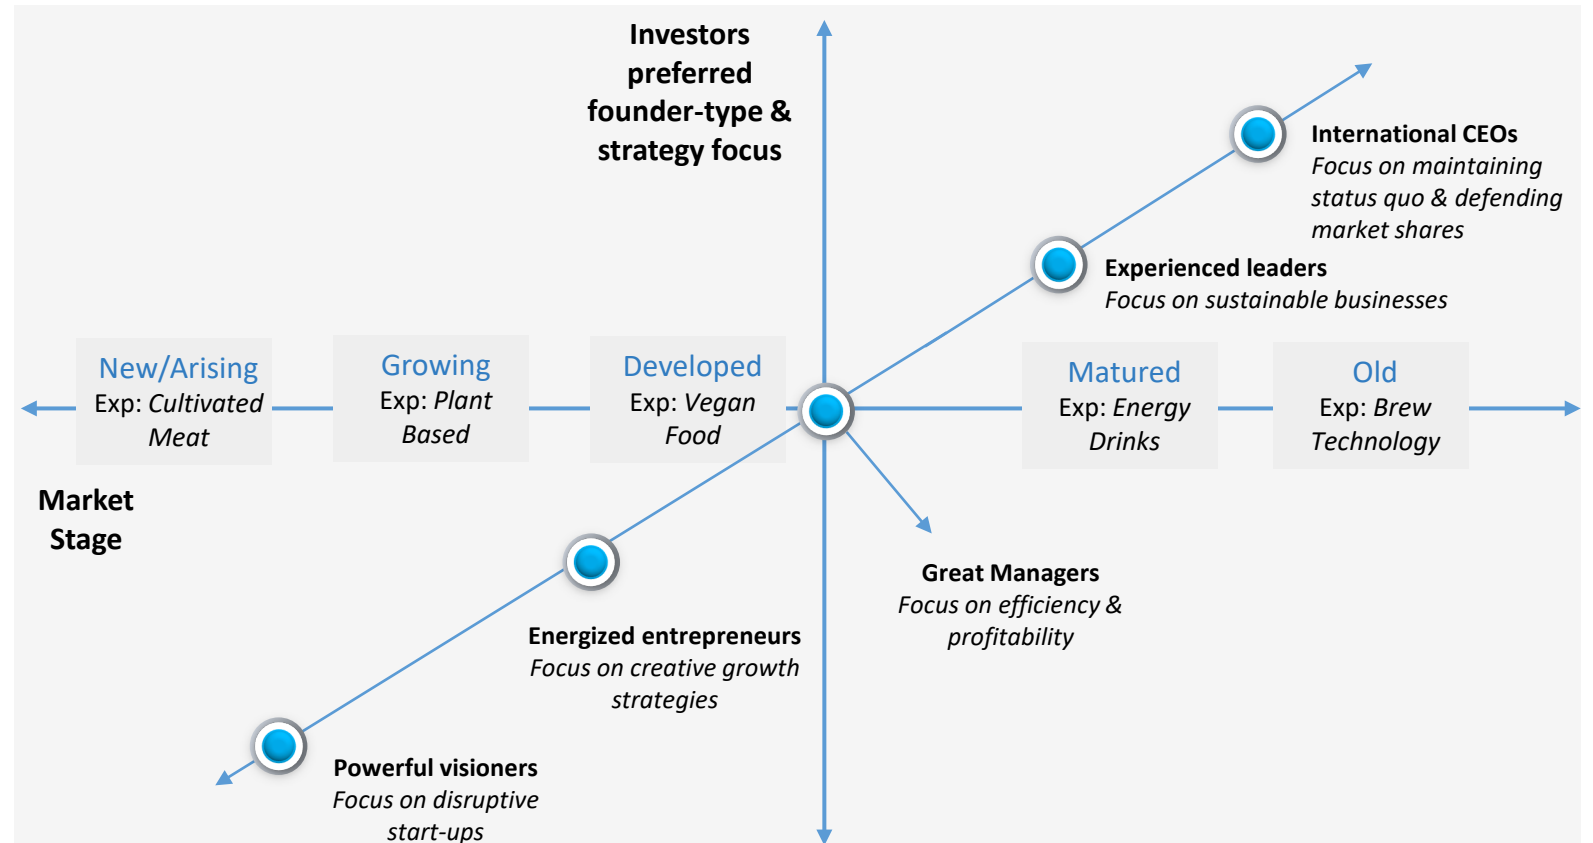 Investors
preferred
founder-type &
strategy focus
International CEOs
Focus on maintaining
status quo & defending
market shares
Experienced leaders
Focus on sustainable businesses
New/Arising
Exp: Cultivated
Meat
Growing
Exp: Plant
Based
Developed
Exp: Vegan
Food
Matured
Exp: Energy
Drinks
Old
Exp: Brew
Technology
Market
Stage
Great Managers
Focus on efficiency &
profitability
Energized entrepreneurs
Focus on creative growth
strategies
Powerful visioners
Focus on disruptive
start-ups